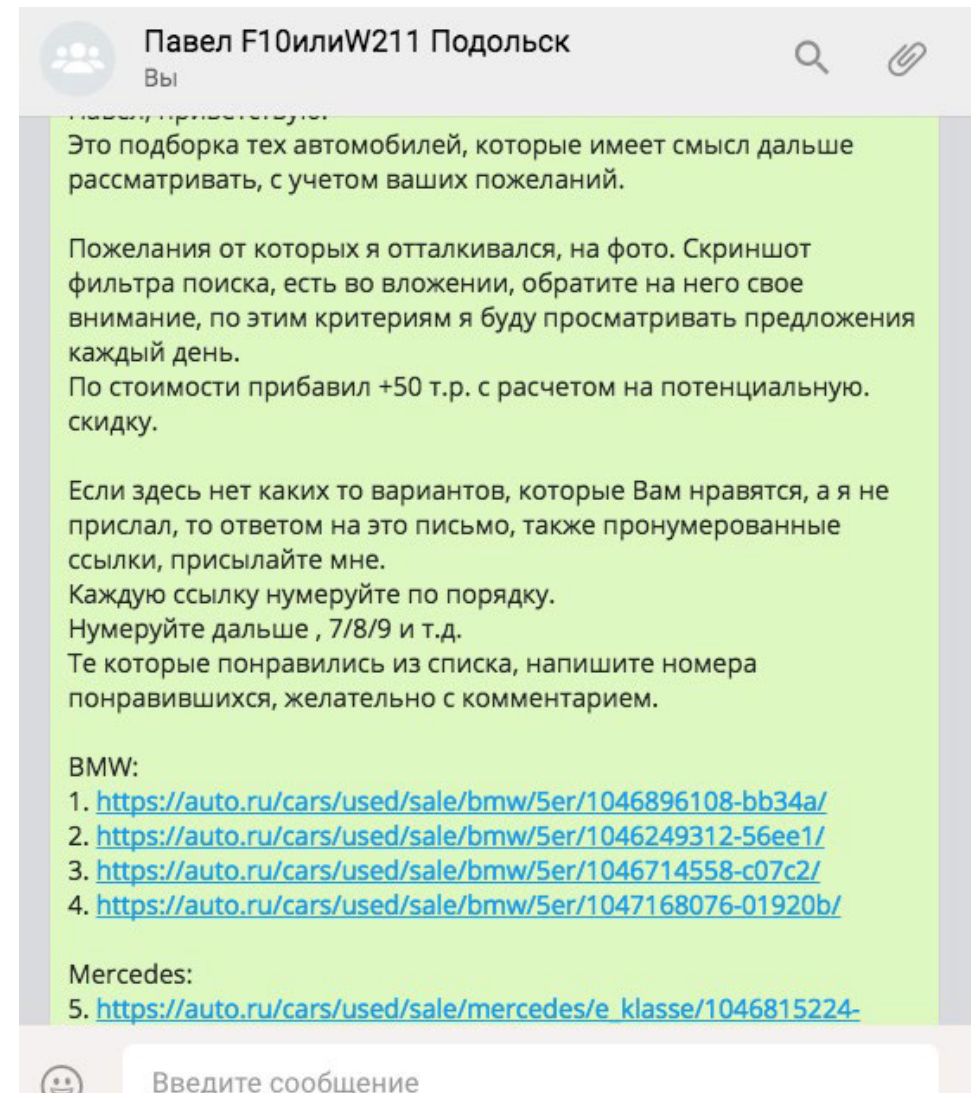 Павел F10илиW211 Подольск
Вы
Павел, приветствую.
Это подборка тех автомобилей, которые имеет смысл дальше
рассматривать, с учетом ваших пожеланий.
Пожелания от которых я отталкивался, на фото. Скриншот
фильтра поиска, есть во вложении, обратите на него свое
внимание, по этим критериям я буду просматривать предложения
каждый день.
По стоимости прибавил +50 т.р. с расчетом на потенциальную.
скидку.
Если здесь нет каких то вариантов, которые Вам нравятся, а я не
прислал, то ответом на это письмо, также пронумерованные
ссылки, присылайте мне.
Каждую ссылку нумеруйте по порядку.
Нумеруйте дальше , 7/8/9 и т.д.
Те которые понравились из списка, напишите номера
понравившихся, желательно с комментарием.
BMW:
1. https://auto.ru/cars/used/sale/bmw/5er/1046896108-bb34a/
2. https://auto.ru/cars/used/sale/bmw/5er/1046249312-56ee1/
3. https://auto.ru/cars/used/sale/bmw/5er/1046714558-c07c2/
4. https://auto.ru/cars/used/sale/bmw/5er/1047168076-01920b/
Mercedes:
5. https://auto.ru/cars/used/sale/mercedes/e_klasse/1046815224-
Введите сообщение